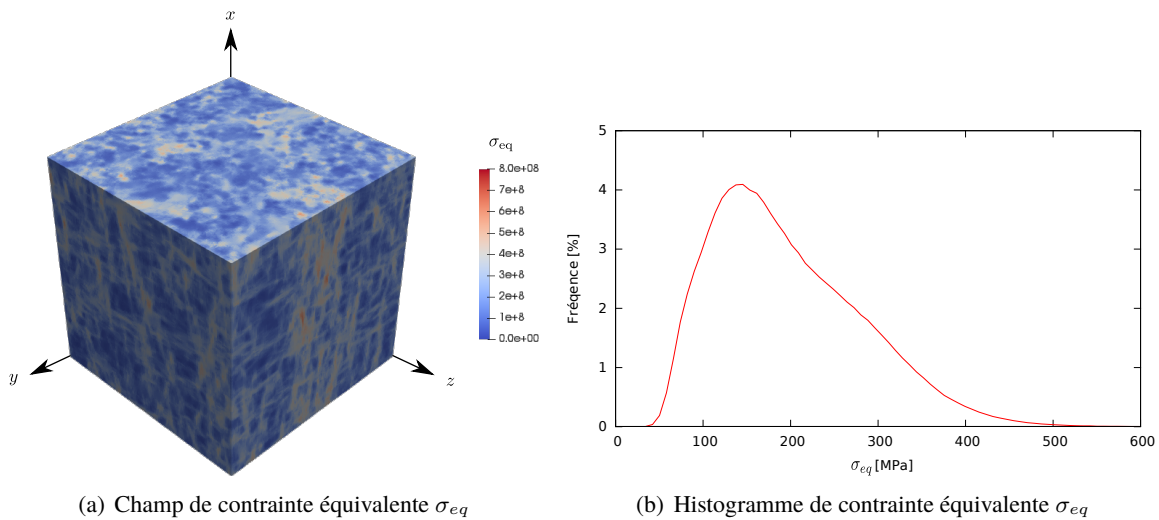 x
y
z
σeq
8.0e+08
7e+8
6e+8
5e+8
4e+8
3e+8
2e+8
1e+8
0.0e+00
(a) Champ de contrainte équivalente σeq
5
4
3
2
1
0
Fréqence [%]
0 100 200 300 400 500 600
σeq [MPa]
(b) Histogramme de contrainte équivalente σeq